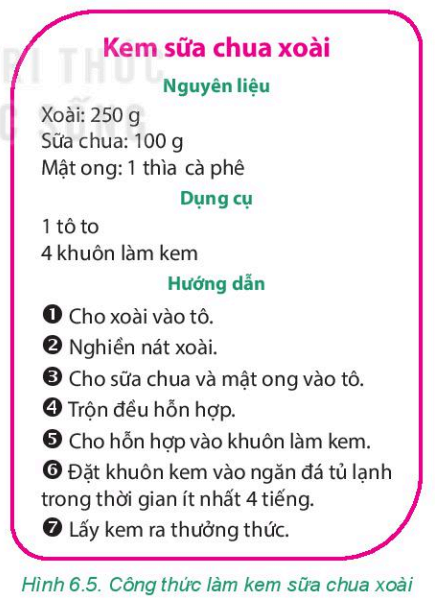 RI THỨC
C SỐNG
Kem sữa chua xoài
Nguyên liệu
Xoài: 250 g
Sữa chua: 100 g
Mật ong: 1 thìa cà phê
Dụng cụ
1 tô to
4 khuôn làm kem
Hướng dẫn
❶ Cho xoài vào tô.
❷ Nghiền nát xoài.
❸ Cho sữa chua và mật ong vào tô.
❹ Trộn đều hỗn hợp.
❺ Cho hỗn hợp vào khuôn làm kem.
❻ Đặt khuôn kem vào ngăn đá tủ lạnh
trong thời gian ít nhất 4 tiếng.
❼ Lấy kem ra thưởng thức.
Hình 6.5. Công thức làm kem sữa chua xoài